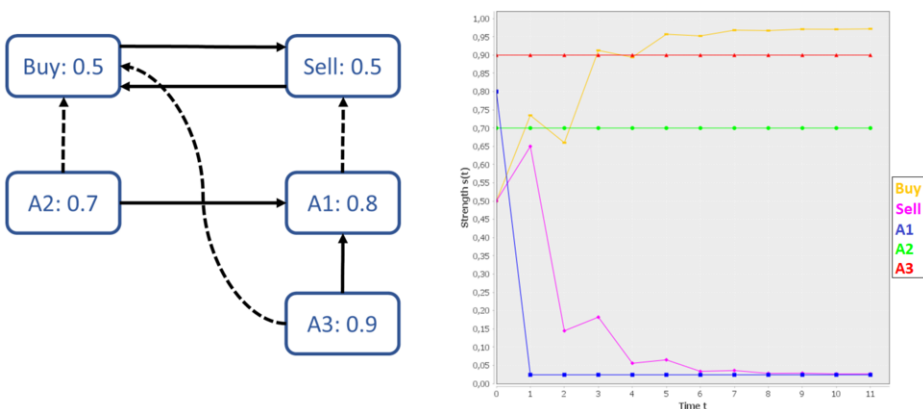 Buy: 0.5
Sell: 0.5
A2: 0.7
A1: 0.8
A3: 0.9
1,00
0,95
0,90
0,85
0,80
0,75
0,70
0,65
0,60
0,55
0,50
0,45
0,40
0,35
0,30
0,25
0,20
0,15
0,10
0,05
0,00
Strength s(t)
0 1 2 3 4 5 6 7 8 9 10 11
Time t
Buy
Sell
A1
A2
A3